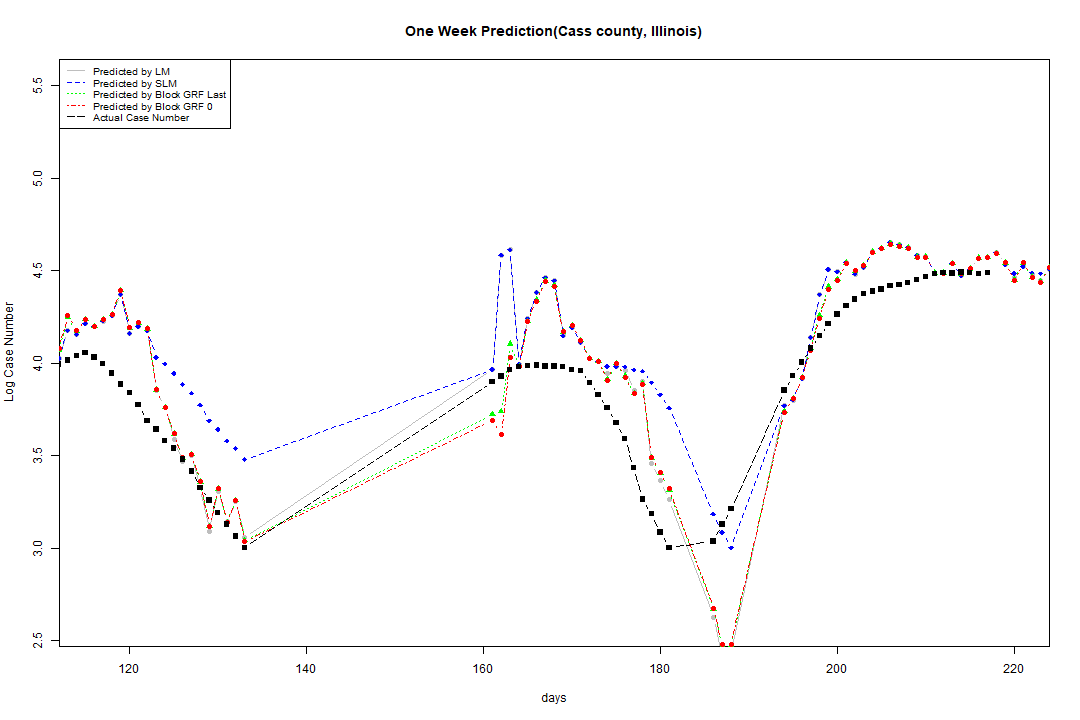 One Week Prediction(Cass county, Illinois)
Predicted by LM
Predicted by SLM
Predicted by Block GRF Last
Predicted by Block GRF 0
Actual Case Number
5.5
5.0
4.5
4.0
3.5
3.0
2.5
Log Case Number
120 140 160 180 200 220
days